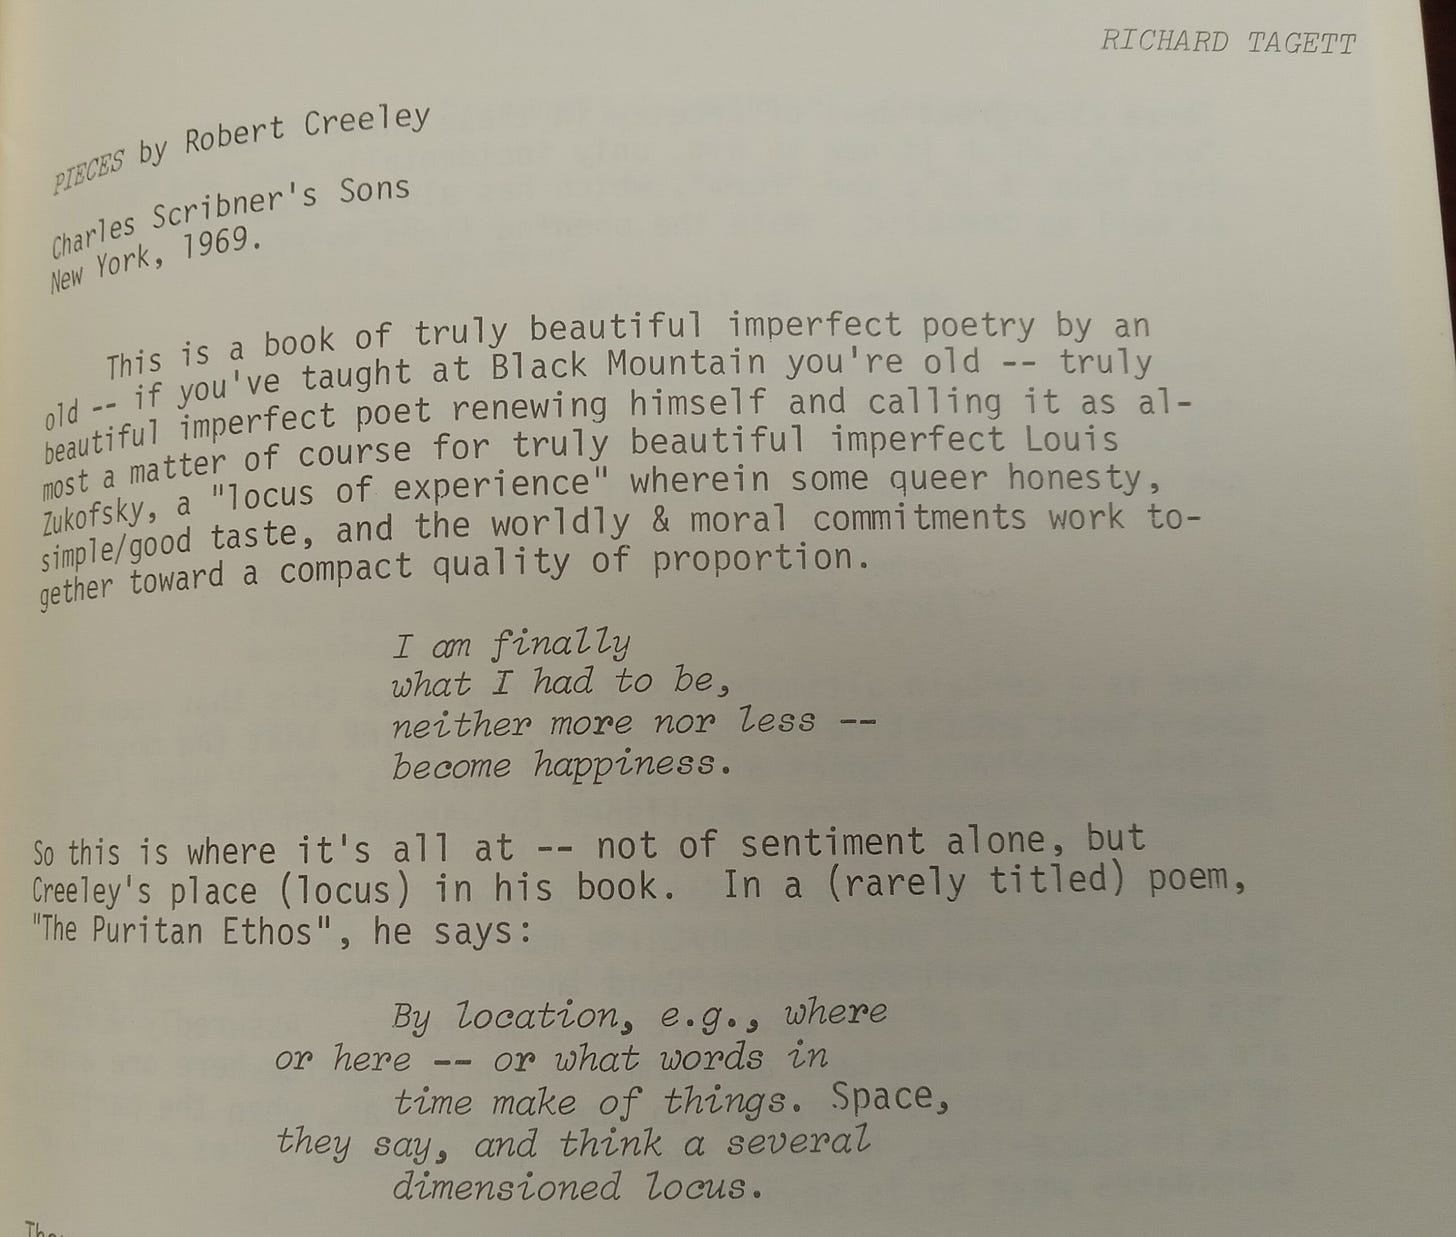 RICHARD TAGETT
PIECES by Robert Creeley
Charles Scribner's Sons
New York, 1969.
This is a book of truly beautiful imperfect poetry by an
old -- if you've taught at Black Mountain you're old -- truly
beautiful imperfect poet renewing himself and calling it as al-
most a matter of course for truly beautiful imperfect Louis
Zukofsky, a "locus of experience" wherein some queer honesty,
simple/good taste, and the worldly & moral commitments work to-
gether toward a compact quality of proportion.
I am finally
what I had to be,
neither more nor less --
become happiness.
So this is where it's all at -- not of sentiment alone, but
Creeley's place (locus) in his book.  In a (rarely titled) poem,
"The Puritan Ethos", he says:
By location, e.g., where
or here -- or what words in
time make of things. Space,
they say, and think a several
dimensioned locus.